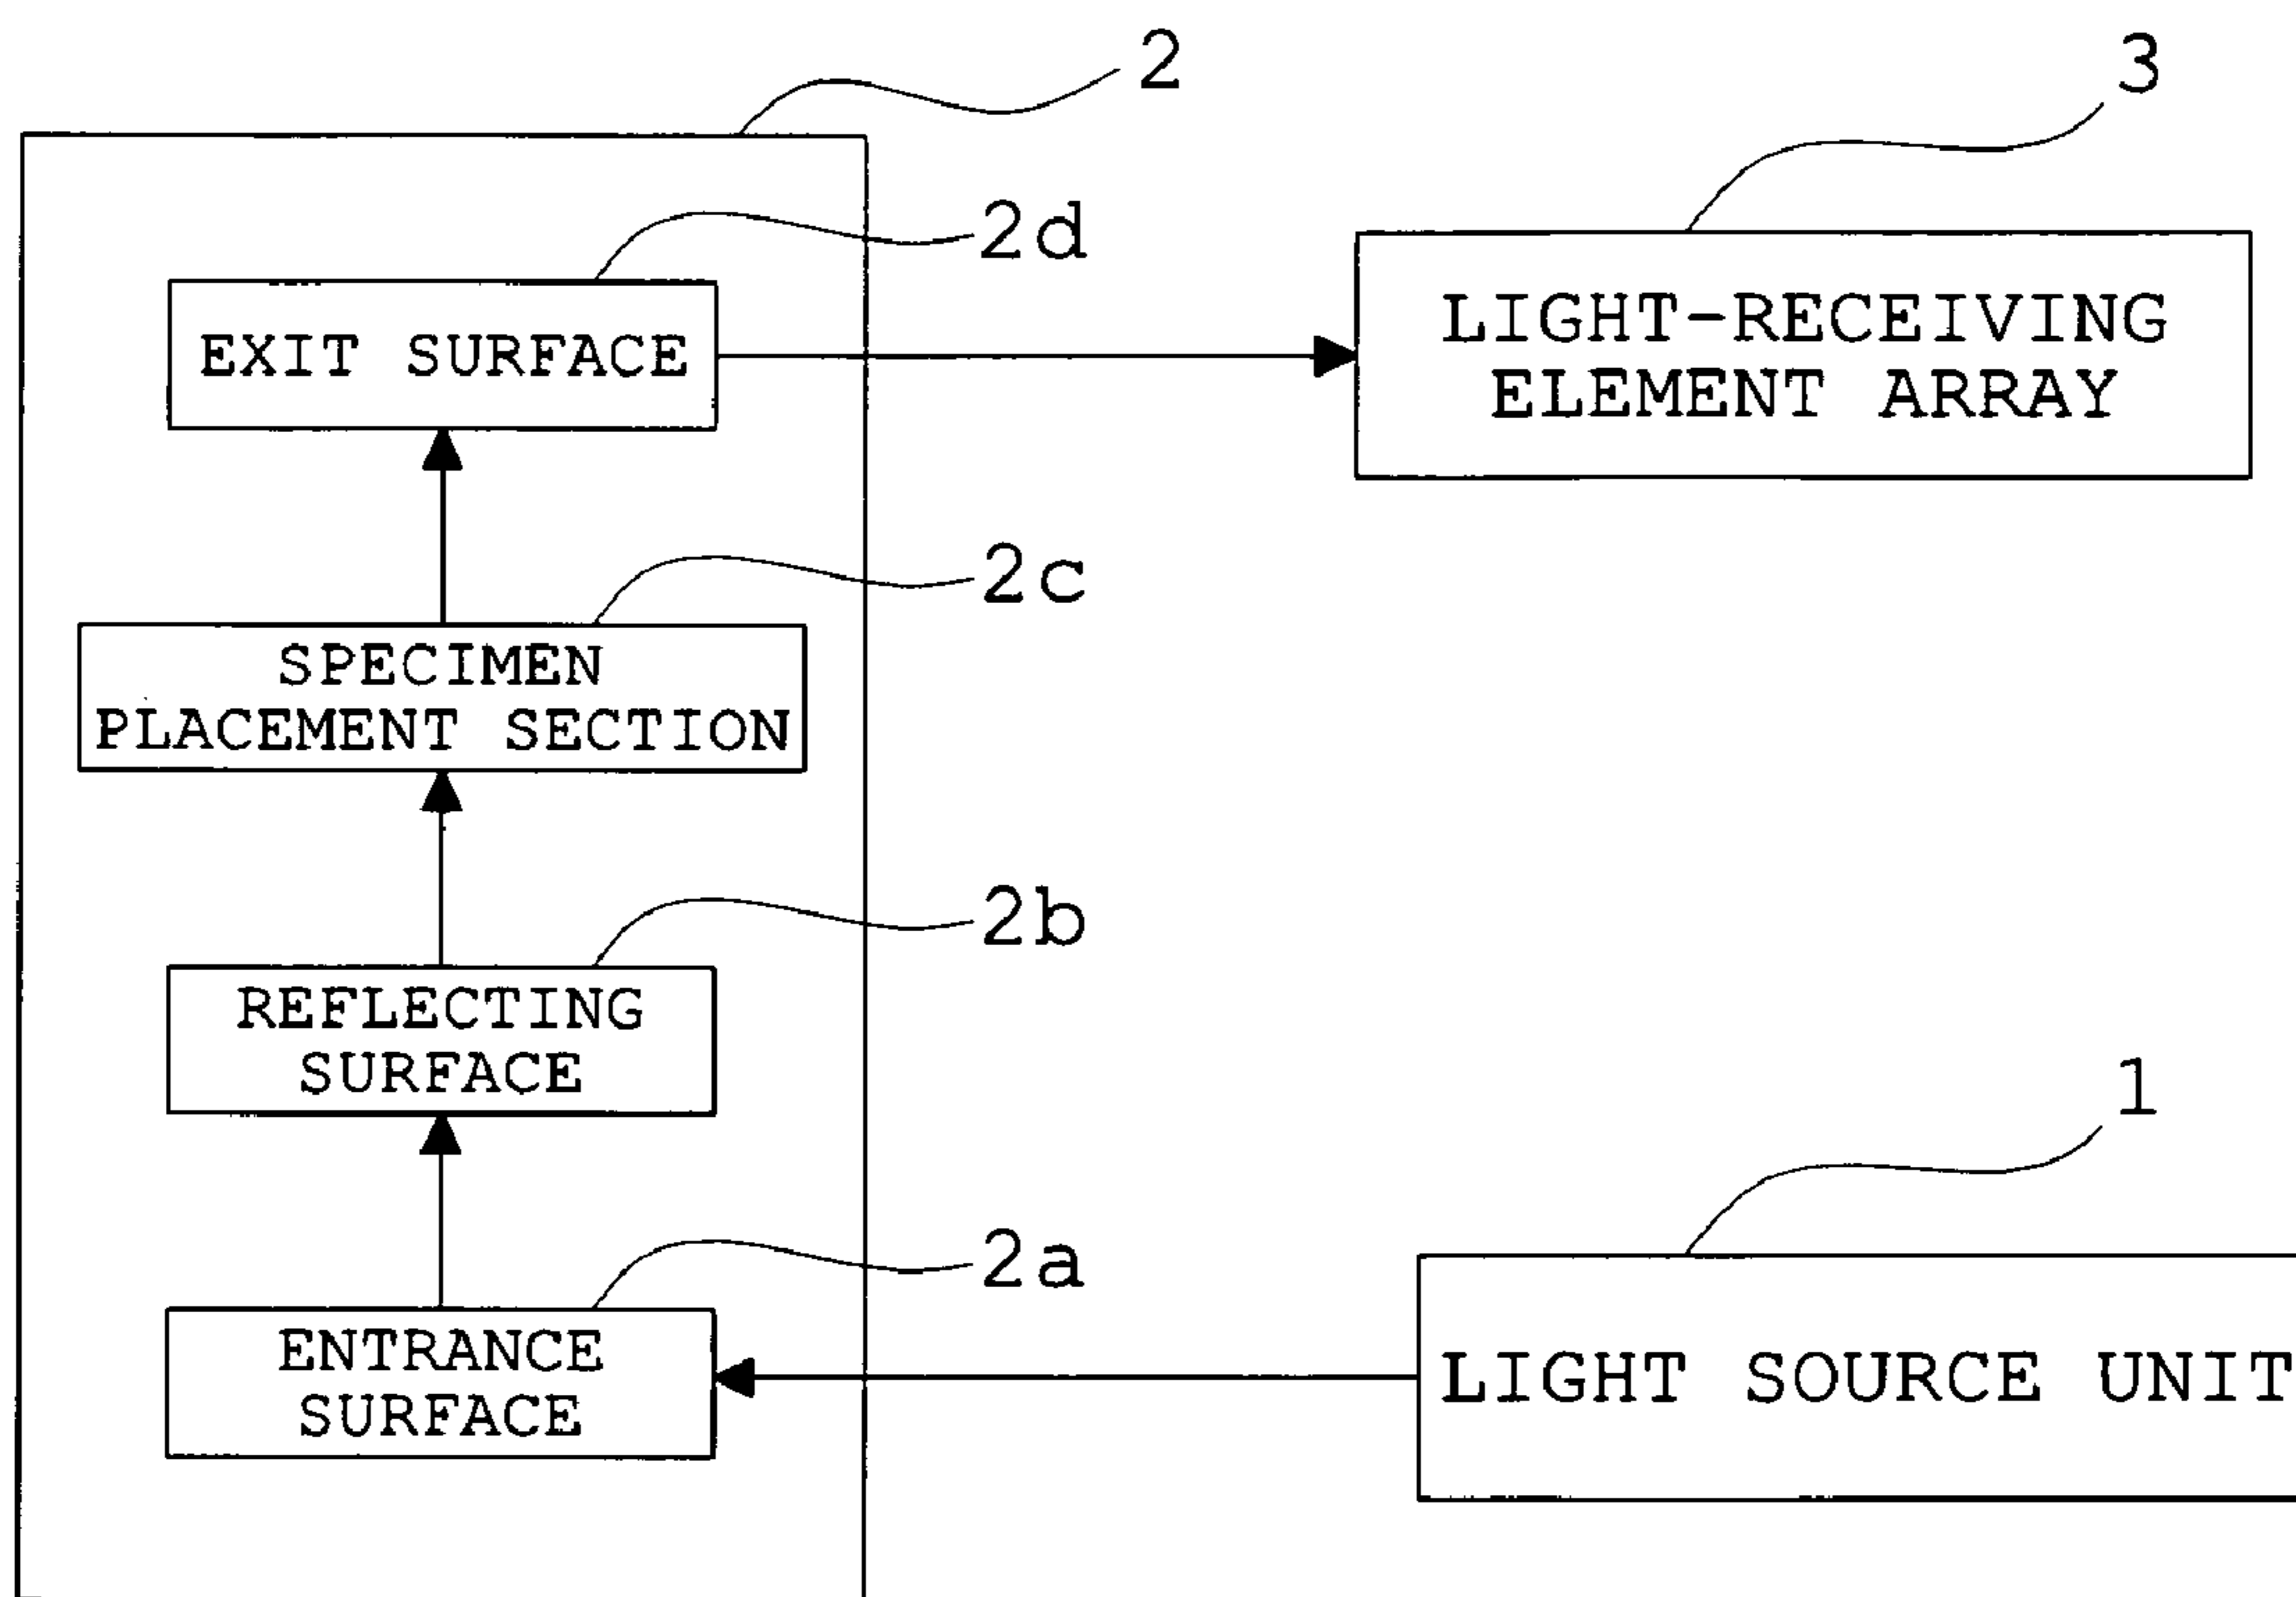 2
3
2d
EXIT SURFACE
LIGHT-RECEIVING
ELEMENT ARRAY
2c
SPECIMEN
PLACEMENT SECTION
2b
REFLECTING
SURFACE
1
2a
ENTRANCE
SURFACE
LIGHT SOURCE UNIT